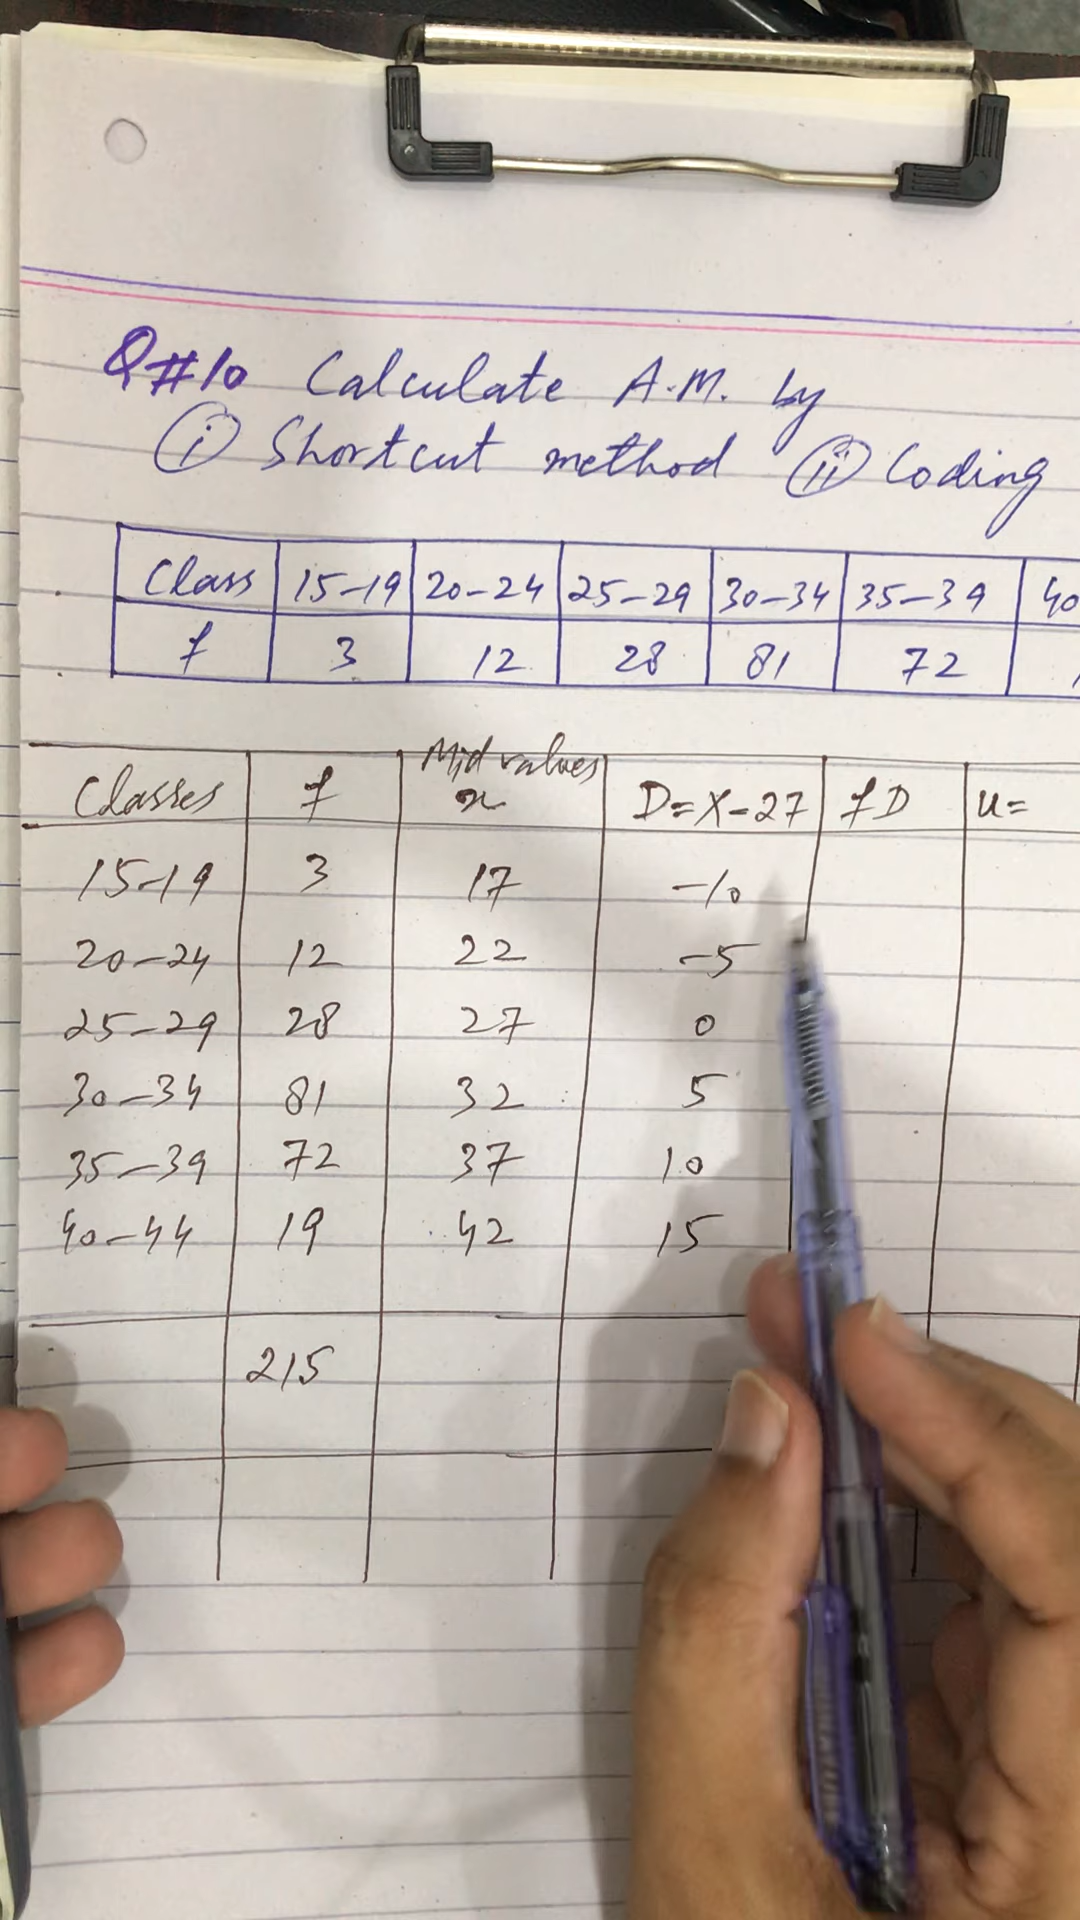 Q#10 Calculate A.M. by
(i) Shortcut method (ii) Coding
Class 15-19 20-24 25-29 30-34 35-39 40
f 3 12 28 81 72
Classes f Mid values x D=X-27 fD u=
15-19 3 17 -10
20-24 12 22 -5
25-29 28 27 0
30-34 81 32 5
35-39 72 37 10
40-44 19 42 15
215